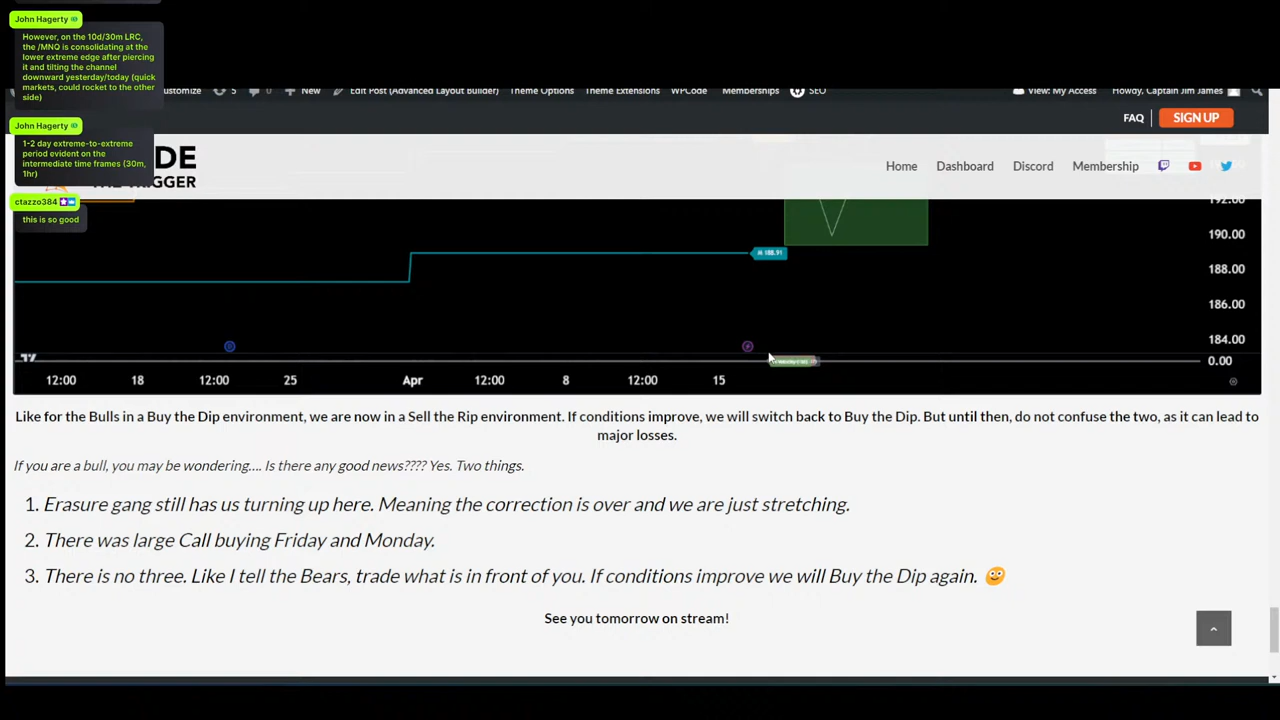 John Hagerty
However, on the 10d/30m LRC,
the /MNQ is consolidating at the
lower extreme edge after piercing
it and tilting the channel
downward yesterday/today (quick
markets, could rocket to the other
side)
John Hagerty
1-2 day extreme-to-extreme
period evident on the
intermediate time frames (30m,
1hr)
ctazzo384
this is so good
5
0
New
Edit Post (Advanced Layout Builder)
Theme Options
Theme Extensions
WPCode
Memberships
SEO
View: My Access
Howdy, Captain Jim James
FAQ
SIGN UP
Home
Dashboard
Discord
Membership
192.00
190.00
188.91
188.00
186.00
184.00
0.00
12:00
18
12:00
25
Apr
12:00
8
12:00
15
Like for the Bulls in a Buy the Dip environment, we are now in a Sell the Rip environment. If conditions improve, we will switch back to Buy the Dip. But until then, do not confuse the two, as it can lead to
major losses.
If you are a bull, you may be wondering…. Is there any good news???? Yes. Two things.
1. Erasure gang still has us turning up here. Meaning the correction is over and we are just stretching.
2. There was large Call buying Friday and Monday.
3. There is no three. Like I tell the Bears, trade what is in front of you. If conditions improve we will Buy the Dip again.
See you tomorrow on stream!